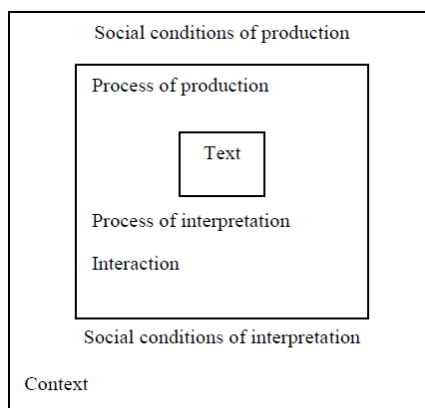 Social conditions of production
Process of production
Text
Process of interpretation
Interaction
Social conditions of interpretation
Context